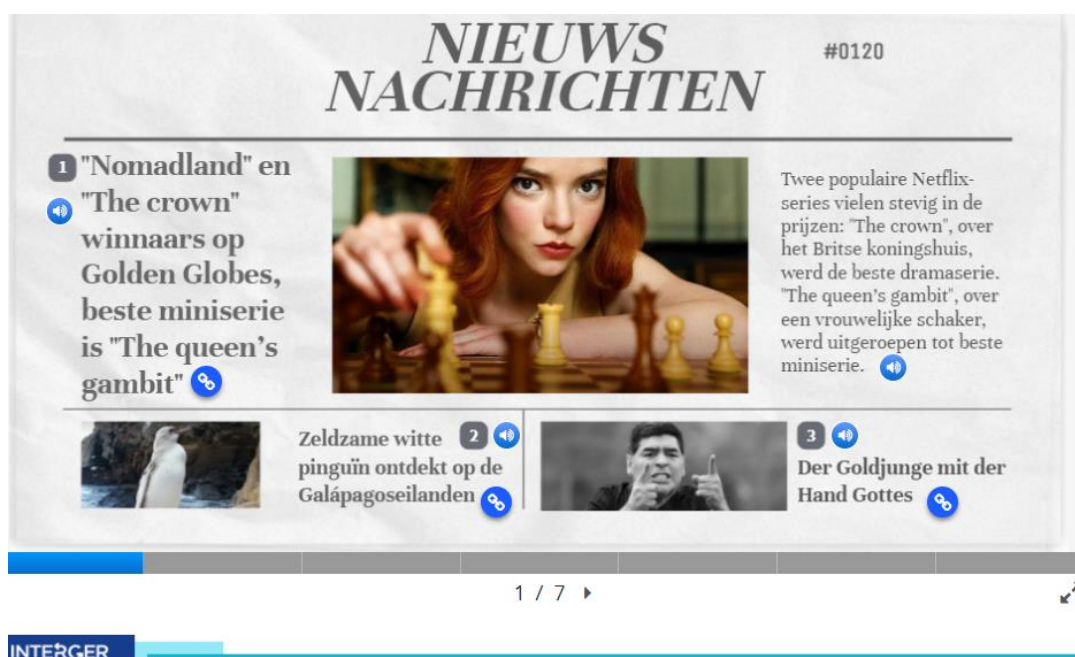 NIEUWS
NACHRICHTEN
#0120
1 "Nomadland" en
"The crown"
winnaars op
Golden Globes,
beste miniserie
is "The queen's
gambit"
Twee populaire Netflix-
series vielen stevig in de
prijzen: "The crown", over
het Britse koningshuis,
werd de beste dramaserie.
"The queen's gambit", over
een vrouwelijke schaker,
werd uitgeroepen tot beste
miniserie.
Zeldzame witte 2
pinguïn ontdekt op de
Galápagoseilanden
3
Der Goldjunge mit der
Hand Gottes
1 / 7
INTERGER